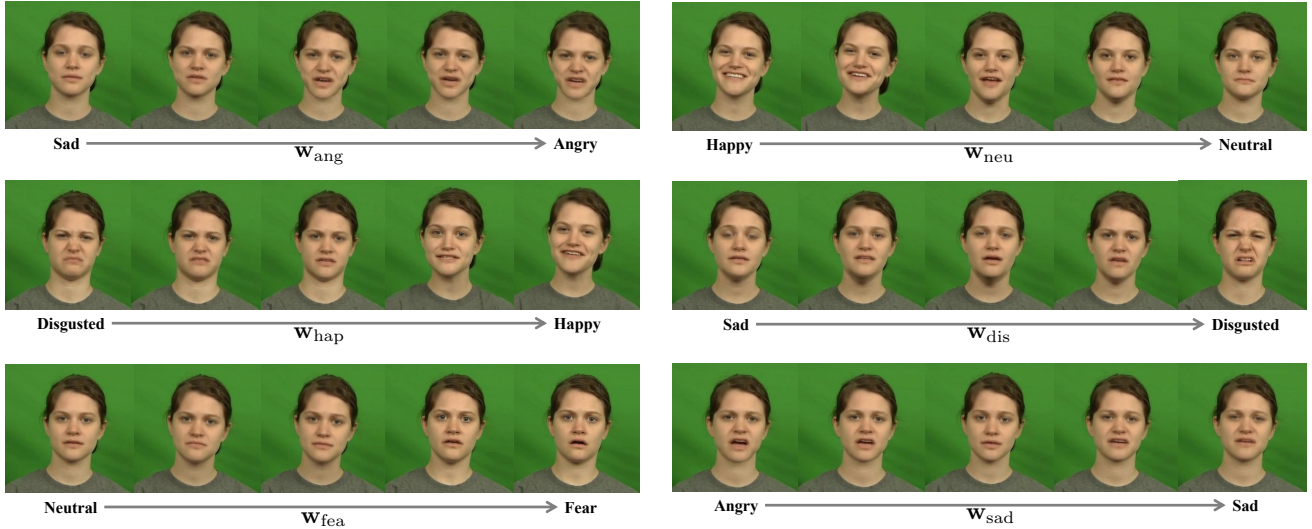 Sad w_ang Angry
Happy w_neu Neutral
Disgusted w_hap Happy
Sad w_dis Disgusted
Neutral w_fea Fear
Angry w_sad Sad